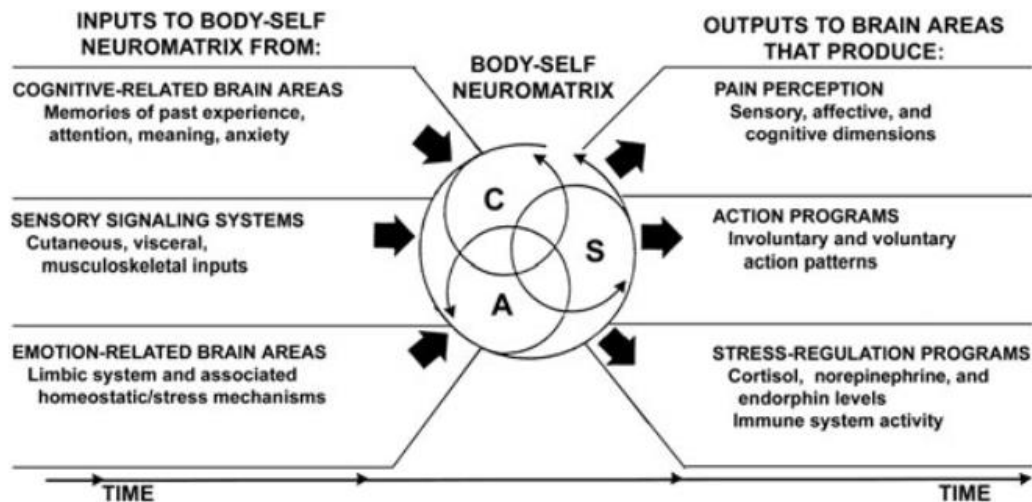 INPUTS TO BODY-SELF
NEUROMATRIX FROM:
COGNITIVE-RELATED BRAIN AREAS
Memories of past experience,
attention, meaning, anxiety
SENSORY SIGNALING SYSTEMS
Cutaneous, visceral,
musculoskeletal inputs
EMOTION-RELATED BRAIN AREAS
Limbic system and associated
homeostatic/stress mechanisms
BODY-SELF
NEUROMATRIX
C
S
A
OUTPUTS TO BRAIN AREAS
THAT PRODUCE:
PAIN PERCEPTION
Sensory, affective, and
cognitive dimensions
ACTION PROGRAMS
Involuntary and voluntary
action patterns
STRESS-REGULATION PROGRAMS
Cortisol, norepinephrine, and
endorphin levels
Immune system activity
TIME
TIME